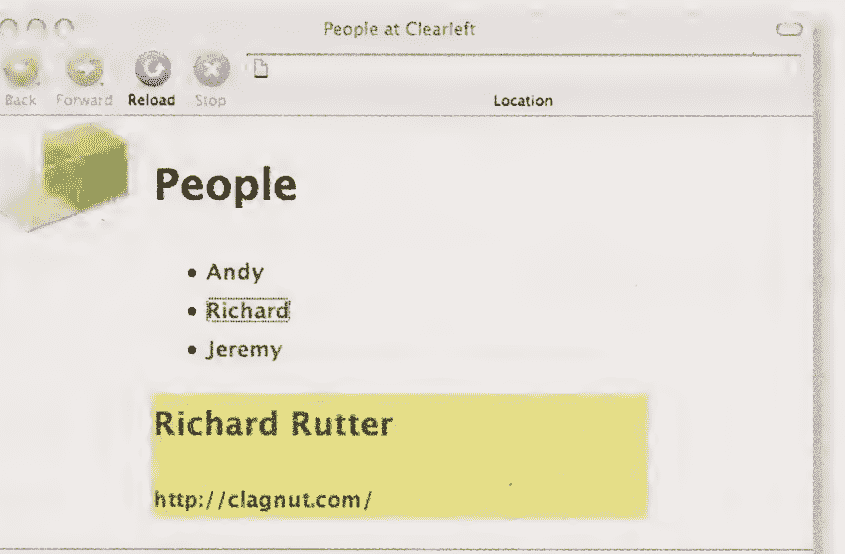 People at Clearleft
Back Forward Reload Stop
Location
People
• Andy
• Richard
• Jeremy
Richard Rutter
http://clagnut.com/